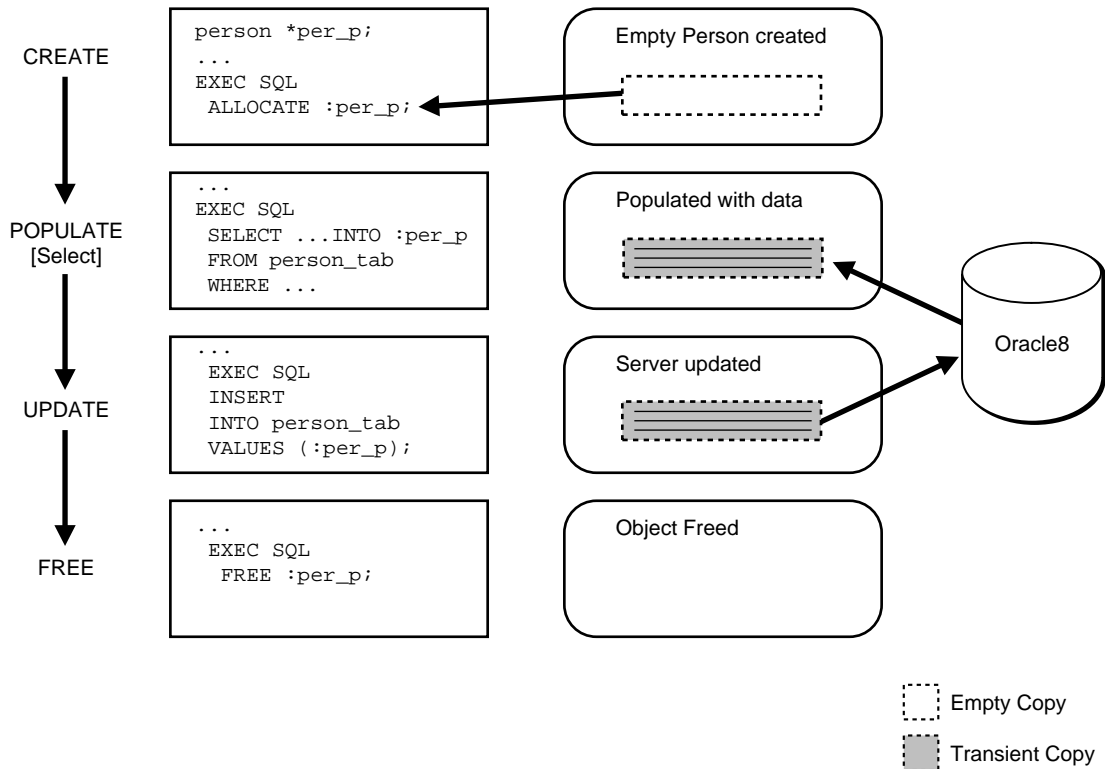 CREATE
person *per_p;
...
EXEC SQL
ALLOCATE :per_p;
Empty Person created
POPULATE
[Select]
...
EXEC SQL
SELECT ...INTO :per_p
FROM person_tab
WHERE ...
Populated with data
Oracle8
UPDATE
...
EXEC SQL
INSERT
INTO person_tab
VALUES (:per_p);
Server updated
FREE
...
EXEC SQL
FREE :per_p;
Object Freed
Empty Copy
Transient Copy